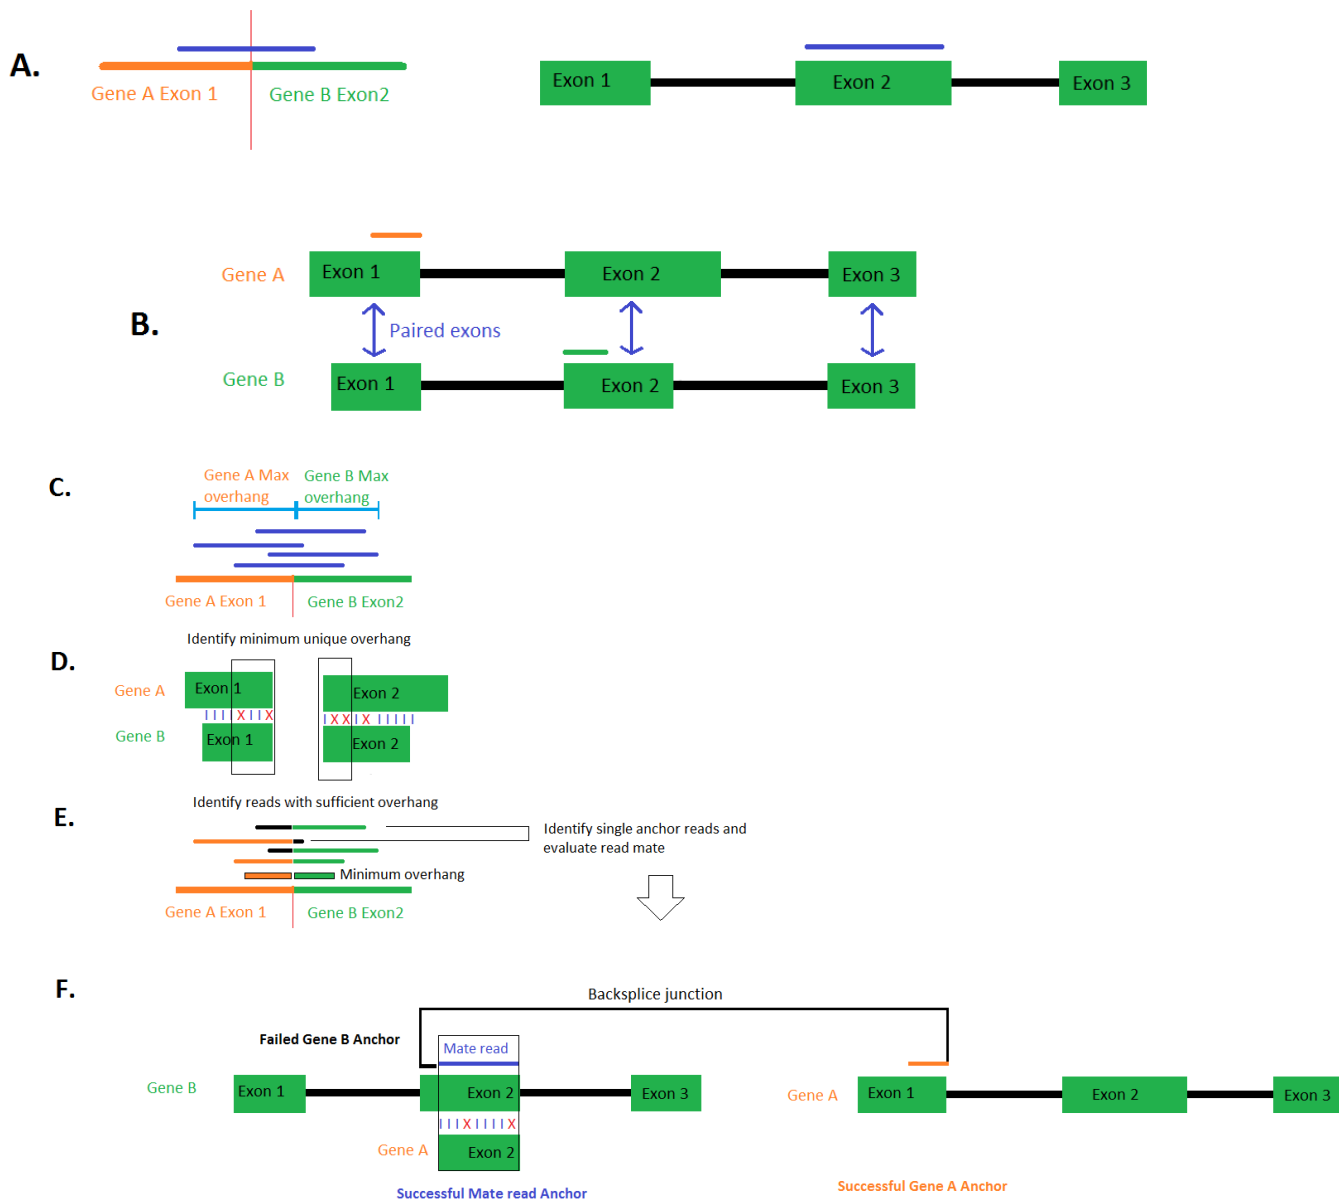 A.
Gene A Exon 1
Gene B Exon2
Exon 1
Exon 2
Exon 3
B.
Gene A
Exon 1
Exon 2
Exon 3
Paired exons
Gene B
Exon 1
Exon 2
Exon 3
C.
Gene A Max
overhang
Gene B Max
overhang
Gene A Exon 1
Gene B Exon2
D.
Identify minimum unique overhang
Gene A
Exon 1
Exon 2
I I I I X I I X
I X X I X I I I I I
Gene B
Exon 1
Exon 2
E.
Identify reads with sufficient overhang
Identify single anchor reads and
evaluate read mate
Minimum overhang
Gene A Exon 1
Gene B Exon2
F.
Backsplice junction
Failed Gene B Anchor
Mate read
Gene B
Exon 1
Exon 2
Exon 3
Gene A
Exon 1
Exon 2
Exon 3
I I I X I I I I X
Gene A
Exon 2
Successful Mate read Anchor
Successful Gene A Anchor